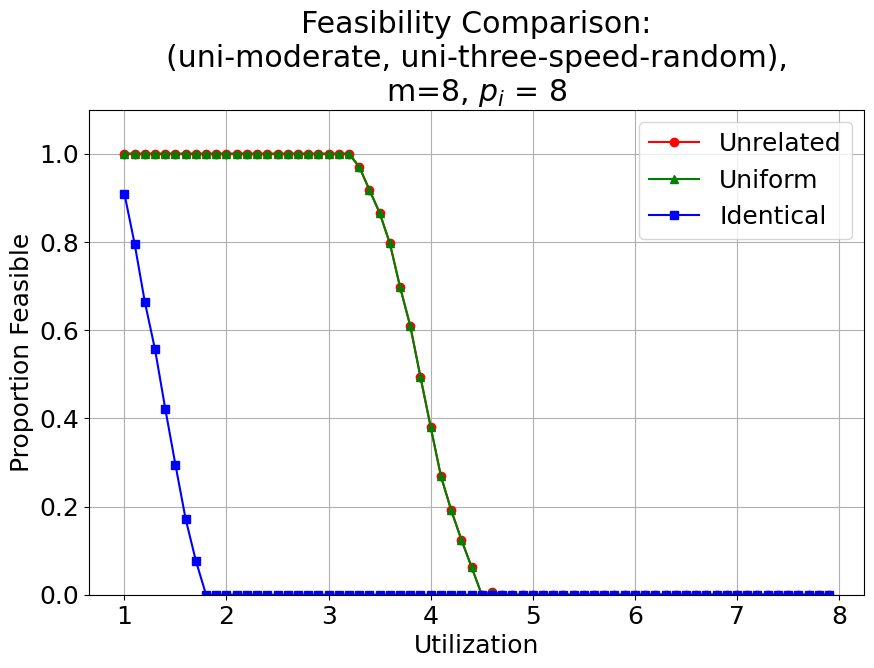 Feasibility Comparison:
(uni-moderate, uni-three-speed-random),
m=8, $p_i$ = 8
Unrelated
Uniform
Identical
Proportion Feasible
1.0
0.8
0.6
0.4
0.2
0.0
1 2 3 4 5 6 7 8
Utilization